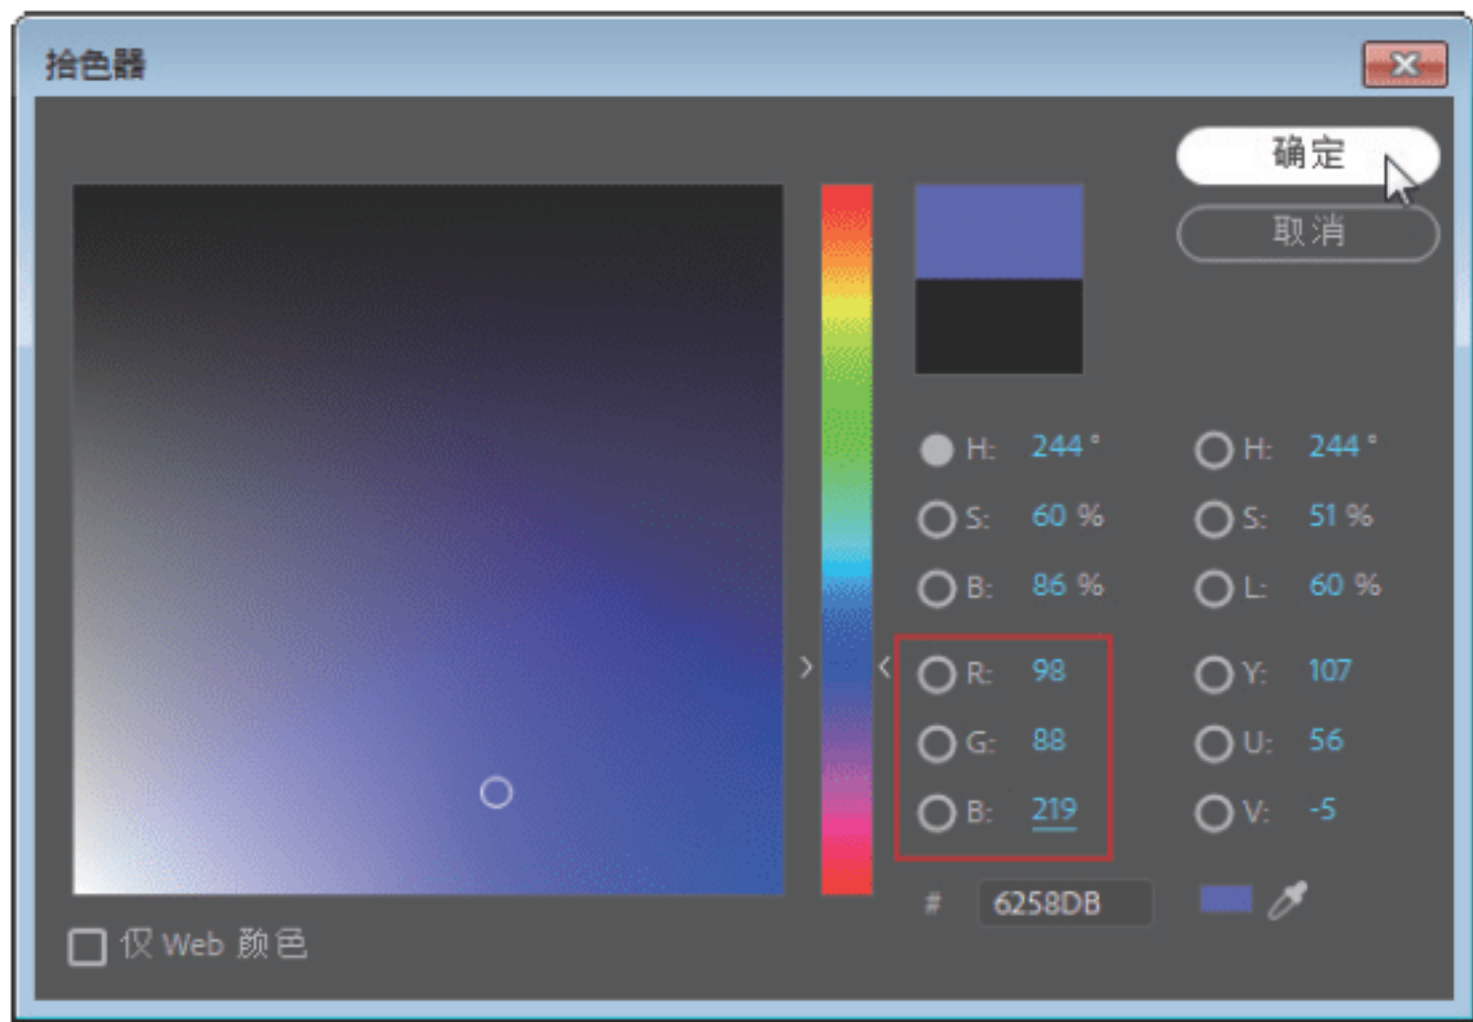 拾色器
确定
取消
H: 244 °
H: 244 °
S: 60 %
S: 51 %
B: 86 %
L: 60 %
R: 98
Y: 107
G: 88
U: 56
B: 219
V: -5
# 6258DB
仅 Web 颜色